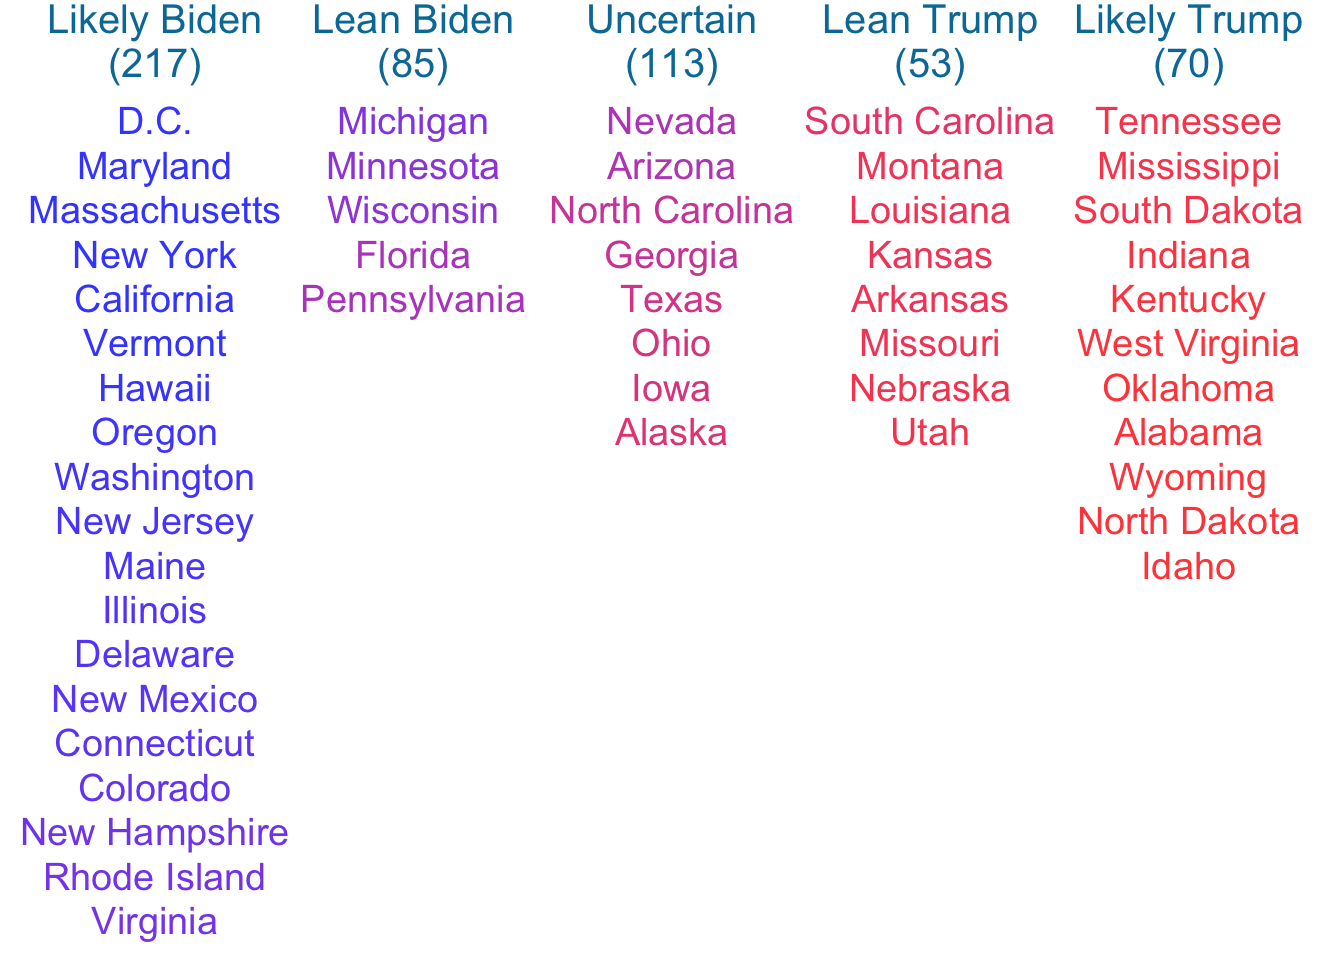 Likely Biden
(217)
D.C.
Maryland
Massachusetts
New York
California
Vermont
Hawaii
Oregon
Washington
New Jersey
Maine
Illinois
Delaware
New Mexico
Connecticut
Colorado
New Hampshire
Rhode Island
Virginia
Lean Biden
(85)
Michigan
Minnesota
Wisconsin
Florida
Pennsylvania
Uncertain
(113)
Nevada
Arizona
North Carolina
Georgia
Texas
Ohio
Iowa
Alaska
Lean Trump
(53)
South Carolina
Montana
Louisiana
Kansas
Arkansas
Missouri
Nebraska
Utah
Likely Trump
(70)
Tennessee
Mississippi
South Dakota
Indiana
Kentucky
West Virginia
Oklahoma
Alabama
Wyoming
North Dakota
Idaho